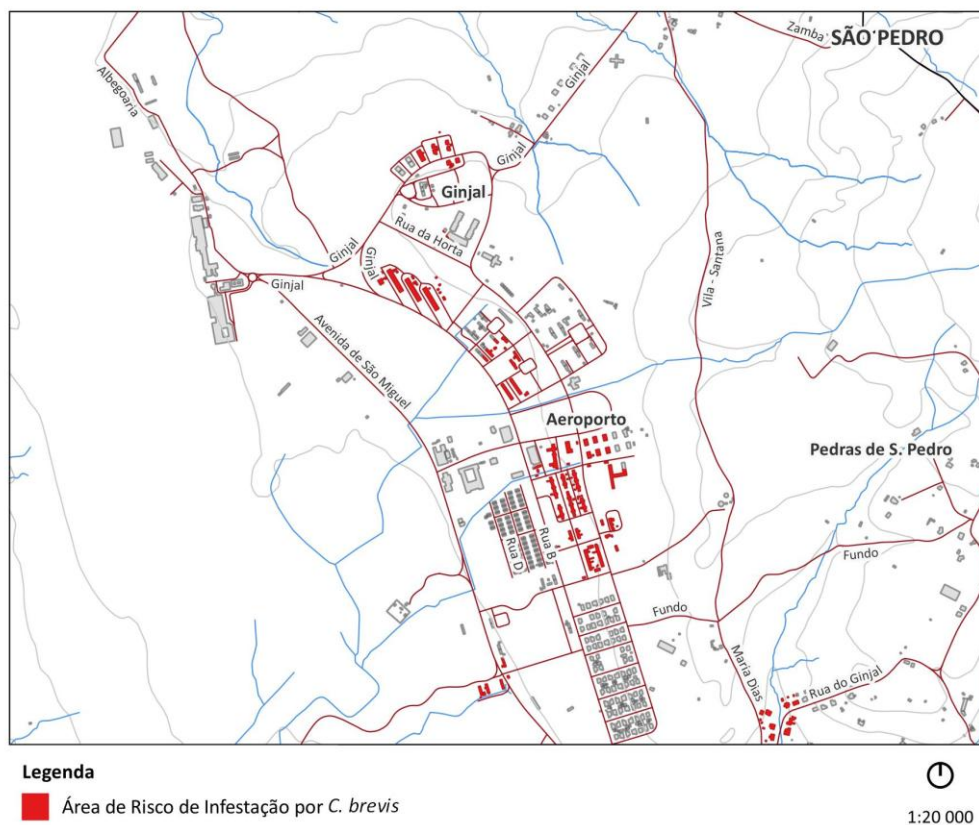 Zamba
SÃO PEDRO
Albegoaria
Ginjal
Ginjal
Ginjal
Rua da Horta
Ginjal
Ginjal
Ginjal
Vila - Santana
Avenida de São Miguel
Aeroporto
Pedras de S. Pedro
Rua D
Rua B
Fundo
Fundo
Maria Dias
Rua do Ginjal
Legenda
Área de Risco de Infestação por C. brevis
1:20 000